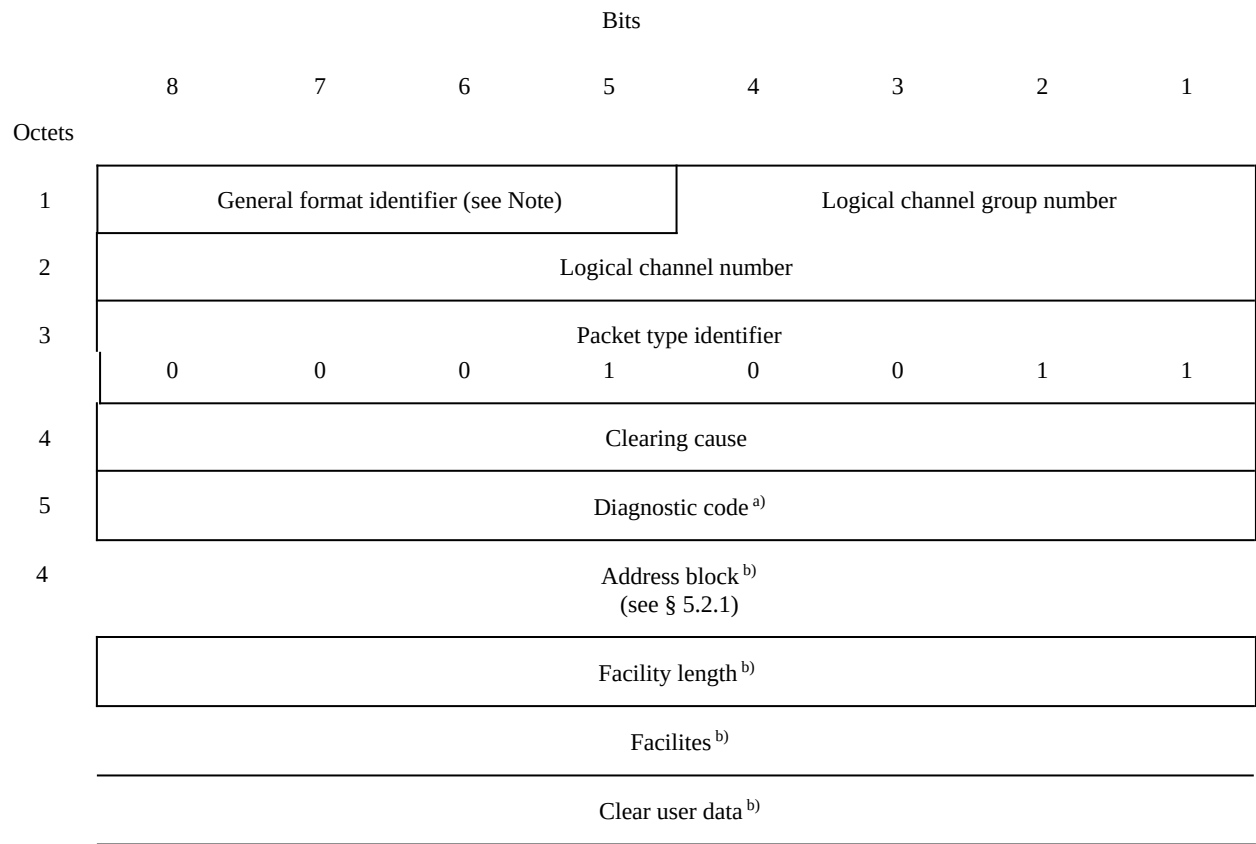 Bits
8 7 6 5 4 3 2 1
Octets
1 General format identifier (see Note) Logical channel group number
2 Logical channel number
3 Packet type identifier
0 0 0 1 0 0 1 1
4 Clearing cause
5 Diagnostic code a)
4 Address block b)
(see § 5.2.1)
Facility length b)
Facilites b)
Clear user data b)